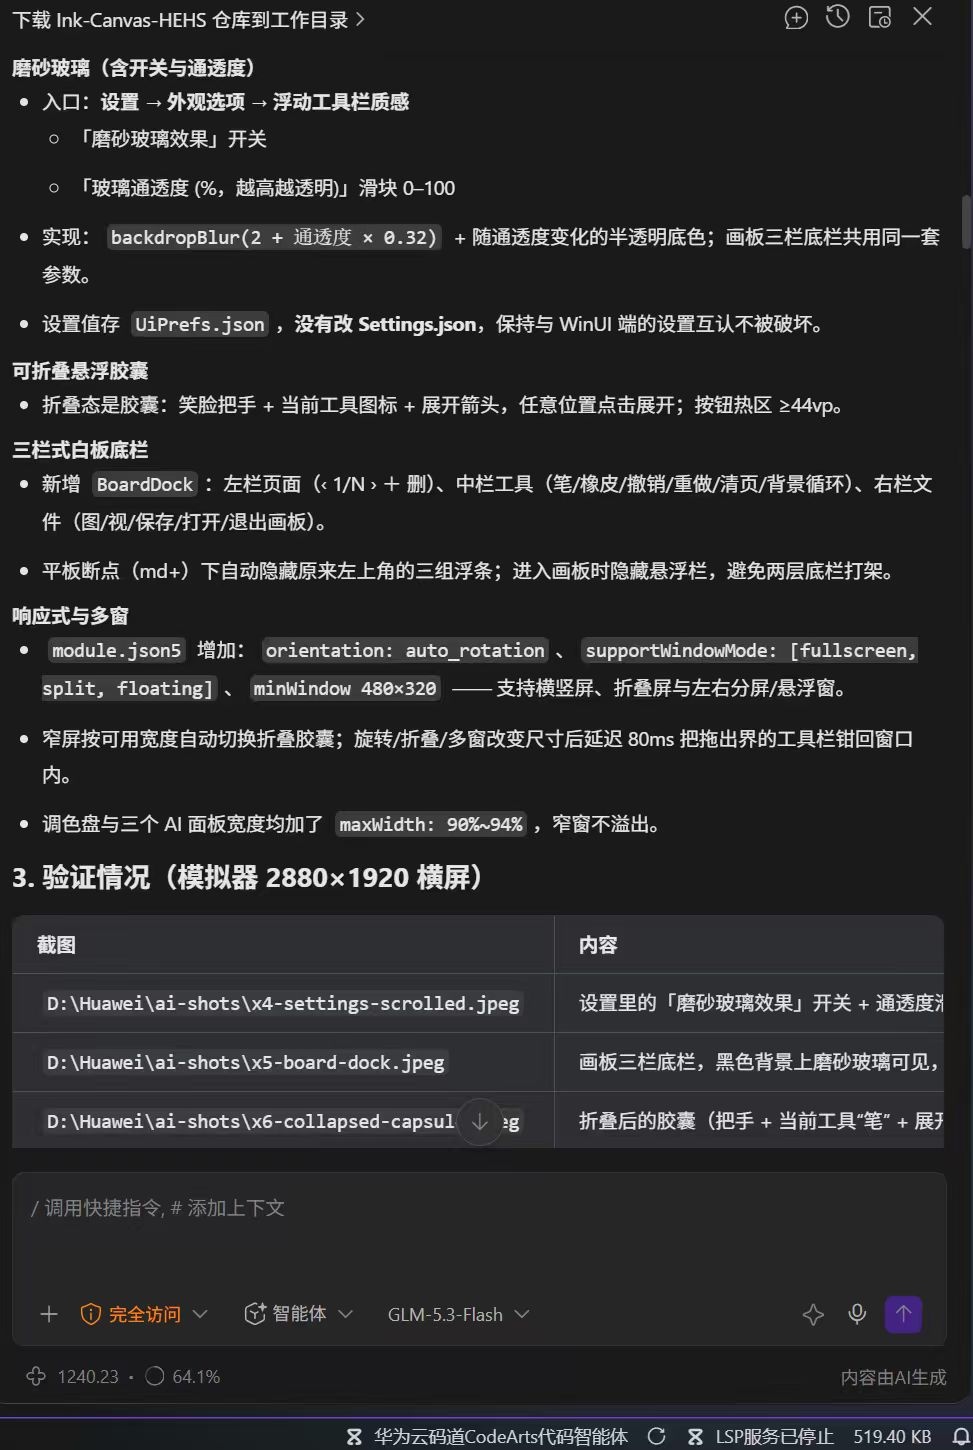 下载 Ink-Canvas-HEHS 仓库到工作目录
磨砂玻璃（含开关与通透度）
入口：设置 → 外观选项 → 浮动工具栏质感
「磨砂玻璃效果」开关
「玻璃通透度 (%，越高越透明)」滑块 0–100
实现： backdropBlur(2 + 通透度 × 0.32) + 随通透度变化的半透明底色；画板三栏底栏共用同一套
参数。
设置值存 UiPrefs.json ，没有改 Settings.json，保持与 WinUI 端的设置互认不被破坏。
可折叠悬浮胶囊
折叠态是胶囊：笑脸把手 + 当前工具图标 + 展开箭头，任意位置点击展开；按钮热区 ≥44vp。
三栏式白板底栏
新增 BoardDock ：左栏页面（‹ 1/N › ＋ 删）、中栏工具（笔/橡皮/撤销/重做/清页/背景循环）、右栏文
件（图/视/保存/打开/退出画板）。
平板断点（md+）下自动隐藏原来左上角的三组浮条；进入画板时隐藏悬浮栏，避免两层底栏打架。
响应式与多窗
module.json5 增加： orientation: auto_rotation 、 supportWindowMode: [fullscreen,
split, floating] 、 minWindow 480×320 —— 支持横竖屏、折叠屏与左右分屏/悬浮窗。
窄屏按可用宽度自动切换折叠胶囊；旋转/折叠/多窗改变尺寸后延迟 80ms 把拖出界的工具栏钳回窗口
内。
调色盘与三个 AI 面板宽度均加了 maxWidth: 90%~94% ，窄窗不溢出。
3. 验证情况（模拟器 2880×1920 横屏）
截图 内容
D:\Huawei\ai-shots\x4-settings-scrolled.jpeg 设置里的「磨砂玻璃效果」开关 + 通透度
D:\Huawei\ai-shots\x5-board-dock.jpeg 画板三栏底栏，黑色背景上磨砂玻璃可见，
D:\Huawei\ai-shots\x6-collapsed-capsul eg 折叠后的胶囊（把手 + 当前工具“笔” + 展开
/ 调用快捷指令, # 添加上下文
完全访问 智能体 GLM-5.3-Flash
1240.23 · 64.1% 内容由AI生成
华为云码道CodeArts代码智能体 LSP服务已停止 519.40 KB